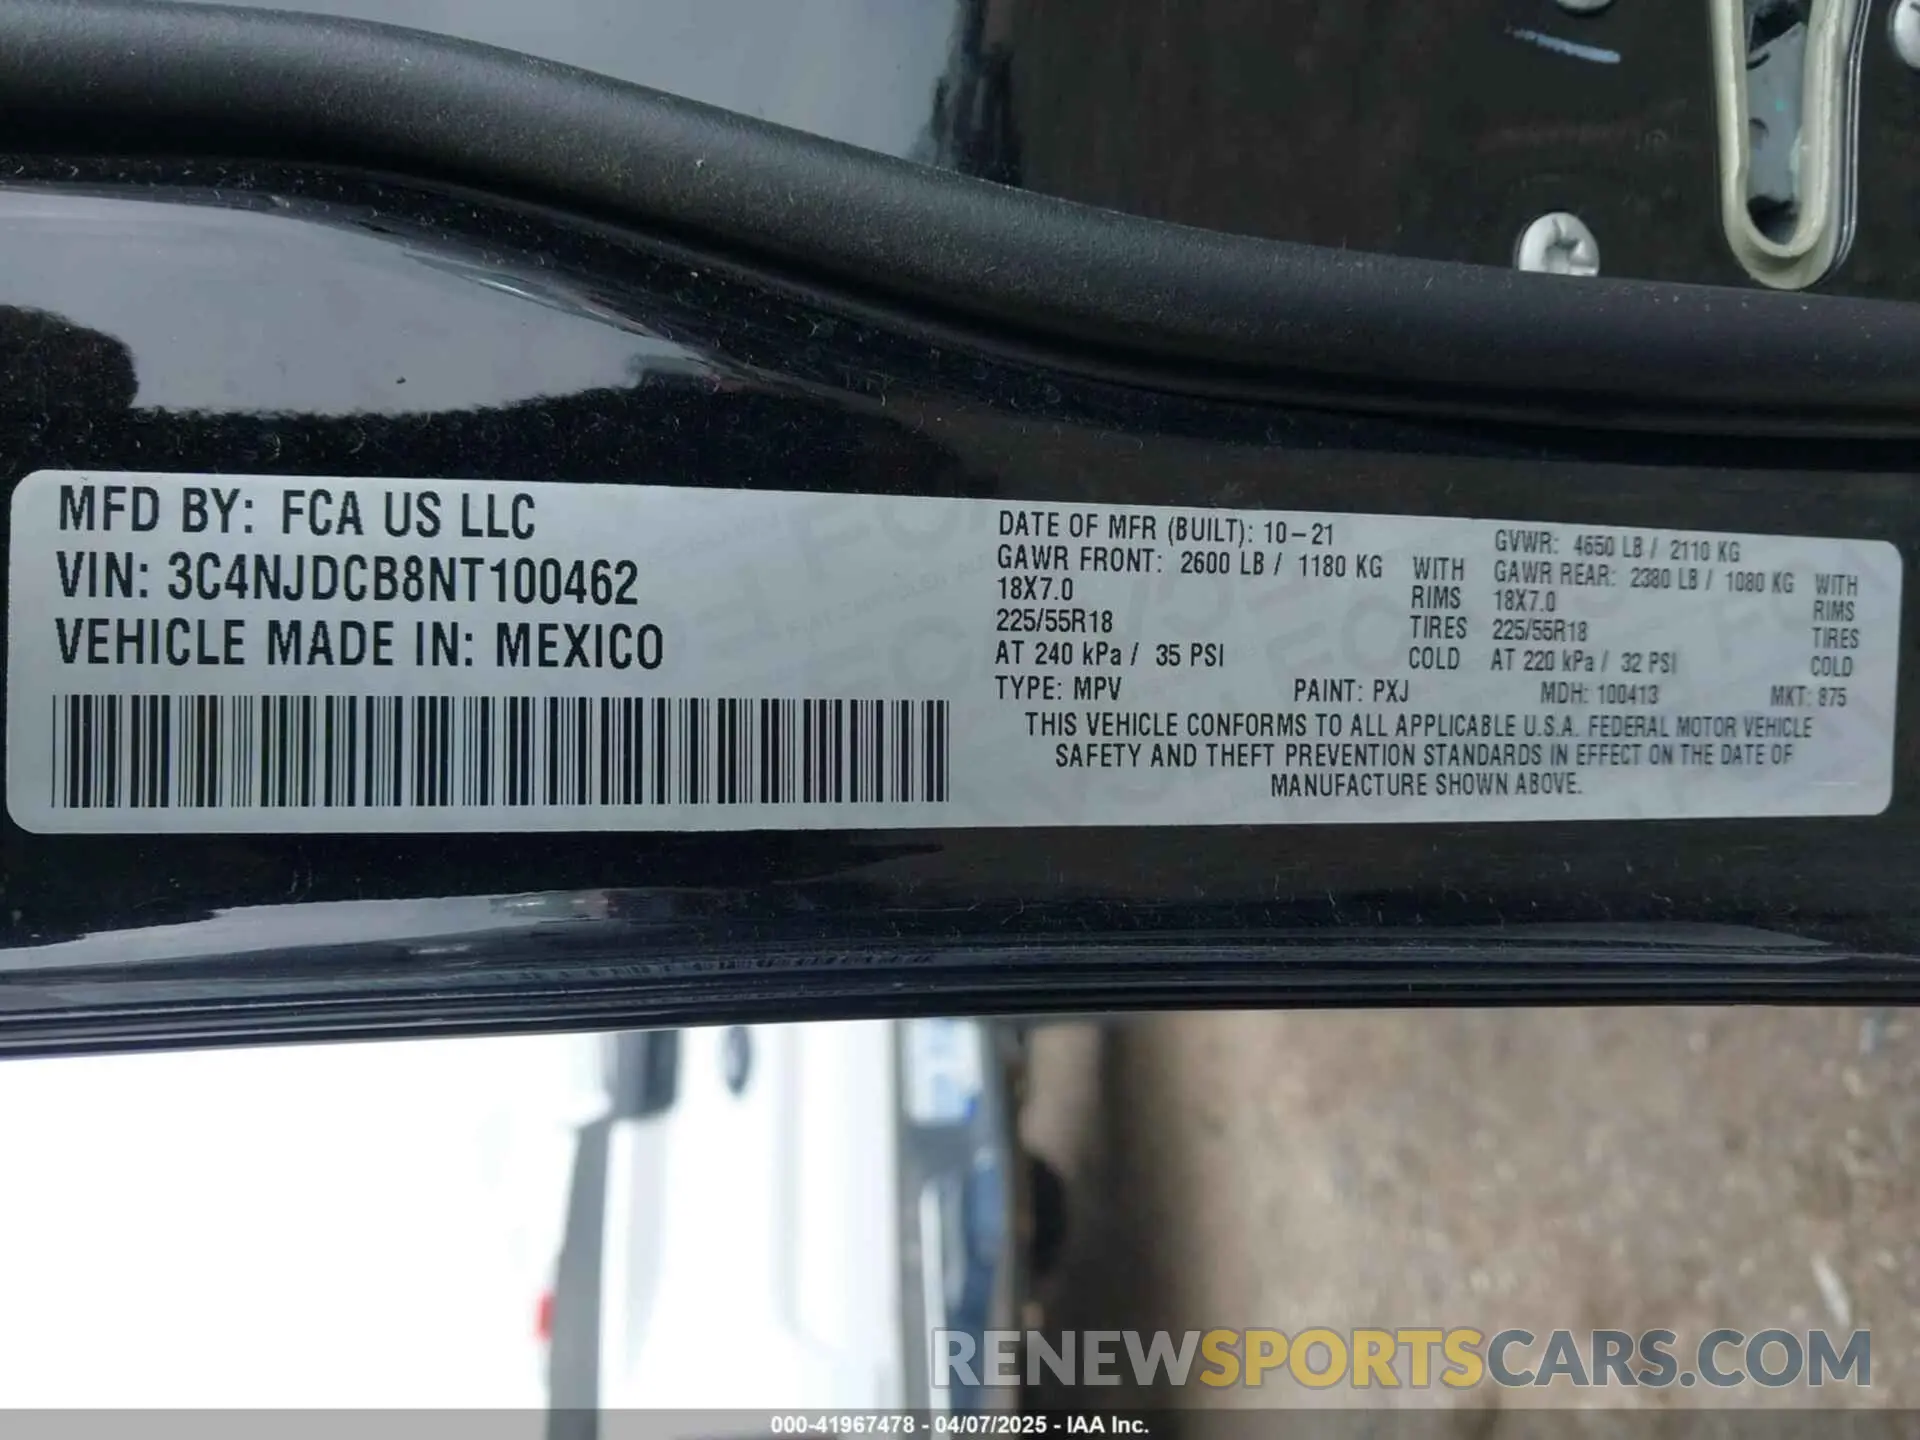 MFD BY: FCA US LLC
VIN: 3C4NJDCB8NT100462
VEHICLE MADE IN: MEXICO
DATE OF MFR (BUILT): 10-21 GVWR: 4650 LB / 2110 KG
GAWR FRONT: 2600 LB / 1180 KG WITH GAWR REAR: 2380 LB / 1080 KG WITH
18X7.0 RIMS 18X7.0 RIMS
225/55R18 TIRES 225/55R18 TIRES
AT 240 kPa / 35 PSI COLD AT 220 kPa / 32 PSI COLD
TYPE: MPV PAINT: PXJ MDH: 100413 MKT: 875
THIS VEHICLE CONFORMS TO ALL APPLICABLE U.S.A. FEDERAL MOTOR VEHICLE
SAFETY AND THEFT PREVENTION STANDARDS IN EFFECT ON THE DATE OF
MANUFACTURE SHOWN ABOVE.
RENEWSPORTSCARS.COM
000-41967478 - 04/07/2025 - IAA Inc.